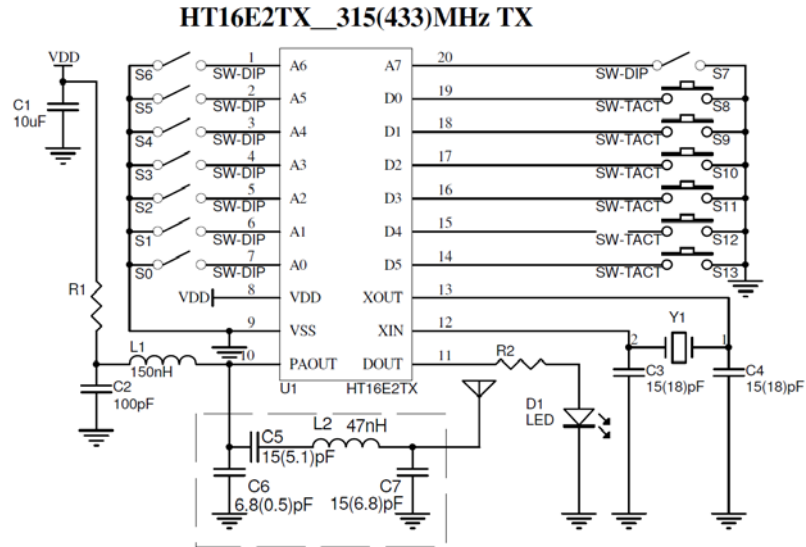 HT16E2TX__315(433)MHz TX
VDD
C1
10uF
R1
L1
150nH
C2
100pF
S6
SW-DIP
1
A6
S5
SW-DIP
2
A5
S4
SW-DIP
3
A4
S3
SW-DIP
4
A3
S2
SW-DIP
5
A2
S1
SW-DIP
6
A1
S0
SW-DIP
7
A0
VDD
8
VDD
9
VSS
10
PAOUT
U1
HT16E2TX
A7
20
SW-DIP
S7
D0
19
SW-TACT
S8
D1
18
SW-TACT
S9
D2
17
SW-TACT
S10
D3
16
SW-TACT
S11
D4
15
SW-TACT
S12
D5
14
SW-TACT
S13
XOUT
13
XIN
12
DOUT
11
R2
D1
LED
Y1
2
1
C3
15(18)pF
C4
15(18)pF
C5
15(5.1)pF
L2
47nH
C6
6.8(0.5)pF
C7
15(6.8)pF